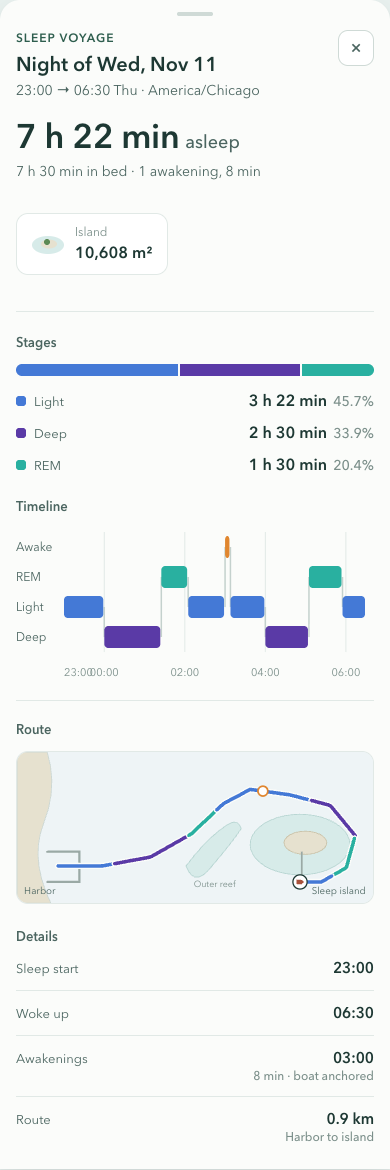 SLEEP VOYAGE
Night of Wed, Nov 11
23:00 → 06:30 Thu · America/Chicago
×
7 h 22 min asleep
7 h 30 min in bed · 1 awakening, 8 min
Island
10,608 m²
Stages
Light 3 h 22 min 45.7%
Deep 2 h 30 min 33.9%
REM 1 h 30 min 20.4%
Timeline
Awake
REM
Light
Deep
23:00 00:00 02:00 04:00 06:00
Route
Outer reef
Harbor
Sleep island
Details
Sleep start 23:00
Woke up 06:30
Awakenings 03:00
8 min · boat anchored
Route 0.9 km
Harbor to island